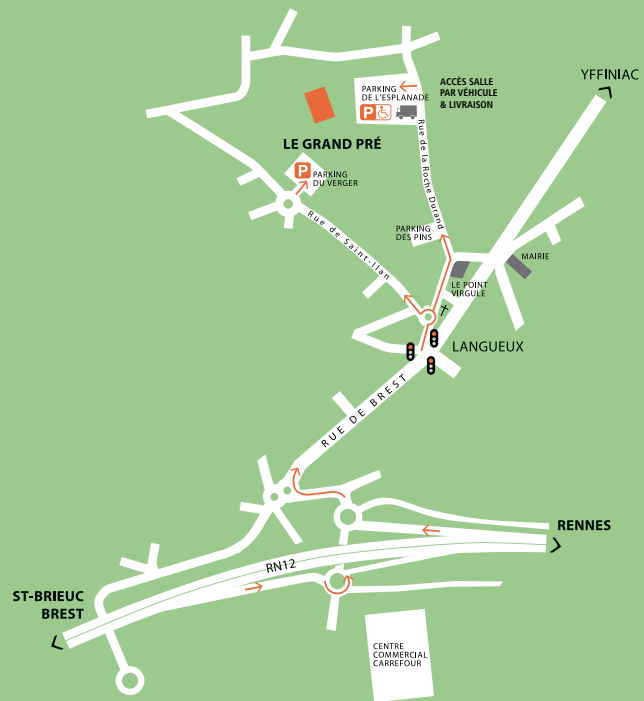 YFFINIAC
ACCÈS SALLE
PAR VÉHICULE
& LIVRAISON
PARKING
DE L'ESPLANADE
P
LE GRAND PRÉ
P
PARKING
DU VERGER
Rue de la Roche Durand
Rue de Saint-Ilan
PARKING
DES PINS
MAIRIE
LE POINT
VIRGULE
LANGUEUX
RUE DE BREST
RENNES
RN12
ST-BRIEUC
BREST
CENTRE
COMMERCIAL
CARREFOUR